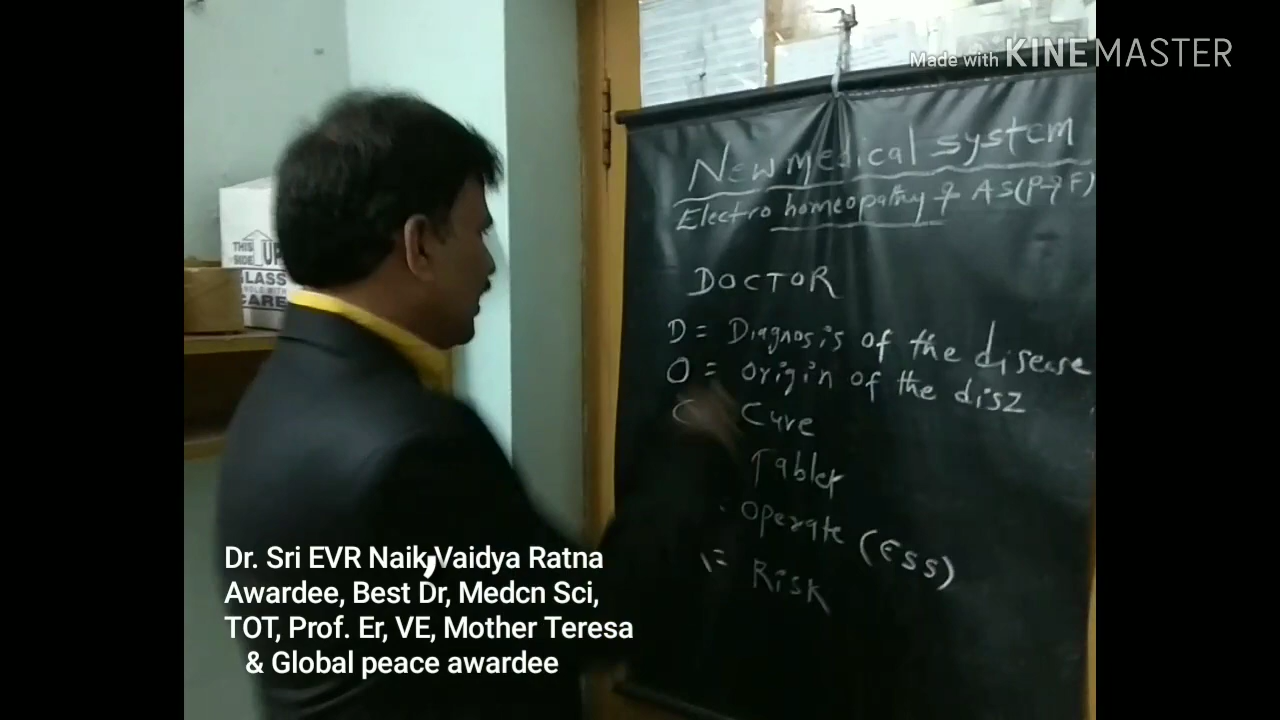 Made with KINEMASTER
New medical system
Electro homeopathy & AS(P-F)
DOCTOR
D = Diagnosis of the disease
O = origin of the disz
C Cure
Tablet
operate (ESS)
= Risk
THIS SIDE UP
GLASS
HANDLE WITH
CARE
Dr. Sri EVR Naik,Vaidya Ratna
Awardee, Best Dr, Medcn Sci,
TOT, Prof. Er, VE, Mother Teresa
& Global peace awardee